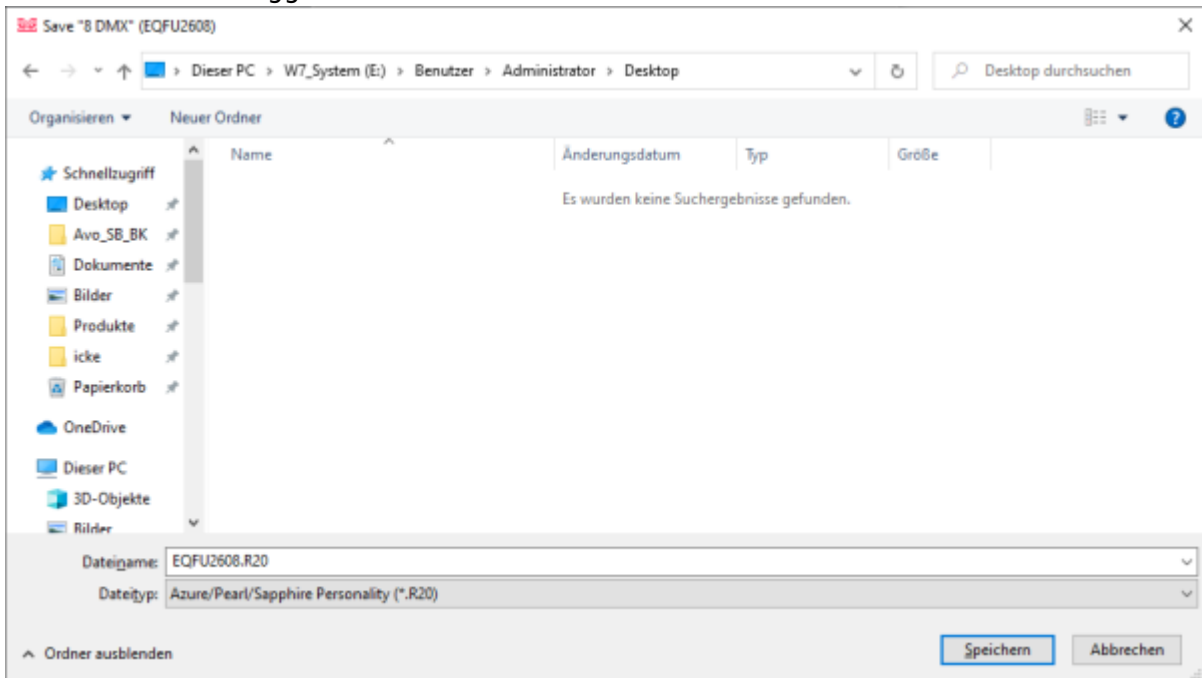 Save "8 DMX" (EQFU2608)
Dieser PC › W7_System (E:) › Benutzer › Administrator › Desktop
Desktop durchsuchen
Organisieren
Neuer Ordner
Name
Änderungsdatum
Typ
Größe
Es wurden keine Suchergebnisse gefunden.
Schnellzugriff
Desktop
Avo_SB_BK
Dokumente
Bilder
Produkte
icke
Papierkorb
OneDrive
Dieser PC
3D-Objekte
Bilder
Dateiname: EQFU2608.R20
Dateityp: Azure/Pearl/Sapphire Personality (*.R20)
Ordner ausblenden
Speichern
Abbrechen